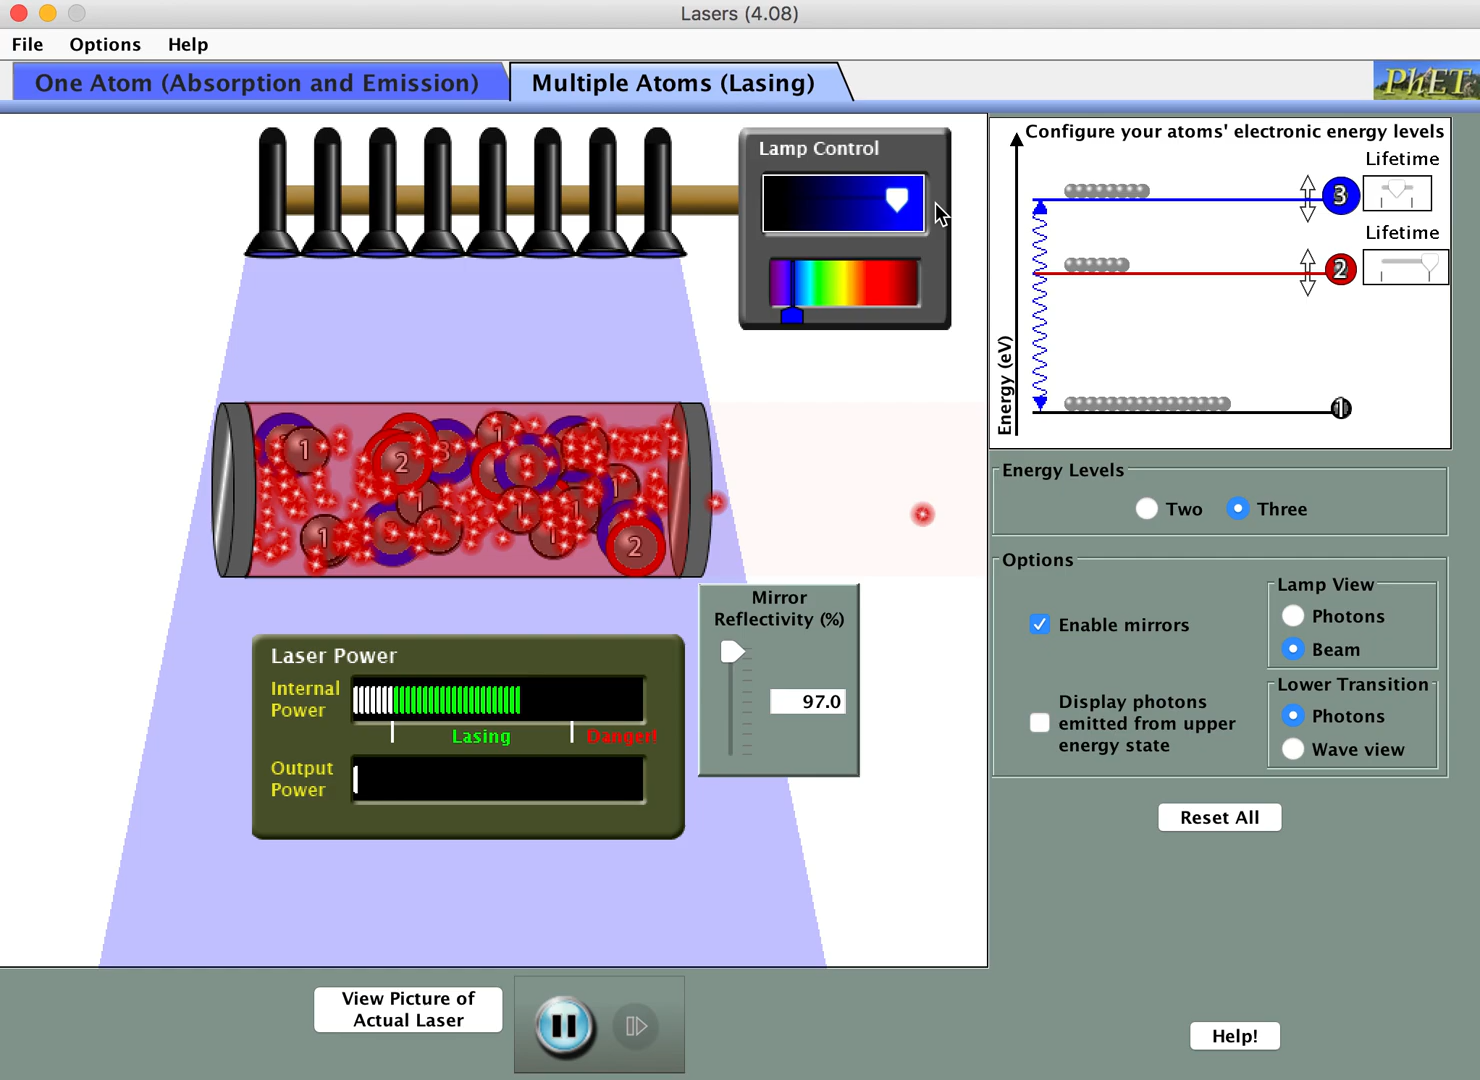 Lasers (4.08)
File Options Help
One Atom (Absorption and Emission)
Multiple Atoms (Lasing)
PhET
Lamp Control
Configure your atoms' electronic energy levels
Lifetime
3
Lifetime
2
Energy (eV)
1
1
2
3
1
1
1
1
1
1
2
Mirror
Reflectivity (%)
97.0
Laser Power
Internal
Power
Lasing
Danger!
Output
Power
Energy Levels
Two
Three
Options
Enable mirrors
Display photons
emitted from upper
energy state
Lamp View
Photons
Beam
Lower Transition
Photons
Wave view
Reset All
View Picture of
Actual Laser
Help!